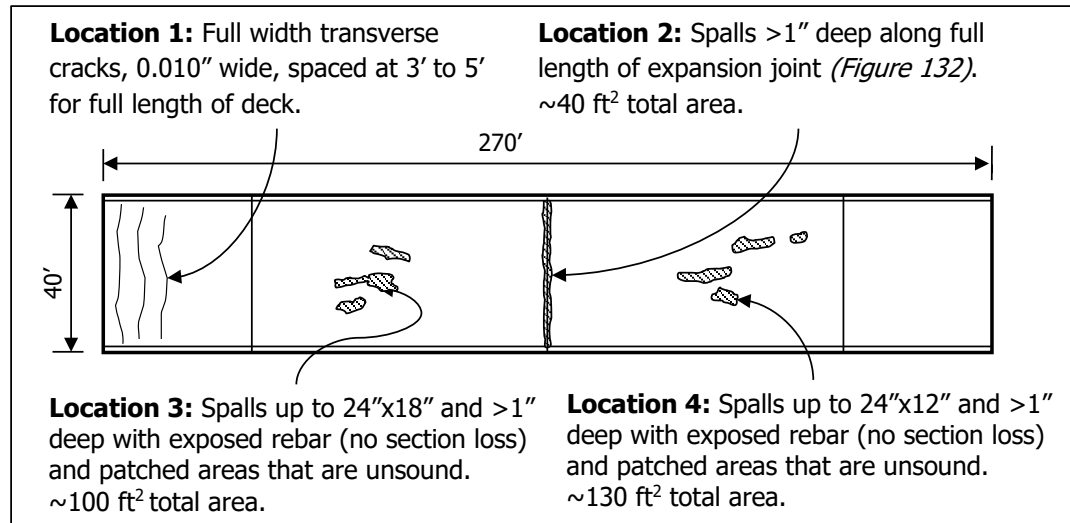 Location 1: Full width transverse
cracks, 0.010” wide, spaced at 3’ to 5’
for full length of deck.
Location 2: Spalls >1” deep along full
length of expansion joint (Figure 132).
~40 ft² total area.
270’
40’
Location 3: Spalls up to 24”x18” and >1”
deep with exposed rebar (no section loss)
and patched areas that are unsound.
~100 ft² total area.
Location 4: Spalls up to 24”x12” and >1”
deep with exposed rebar (no section loss)
and patched areas that are unsound.
~130 ft² total area.